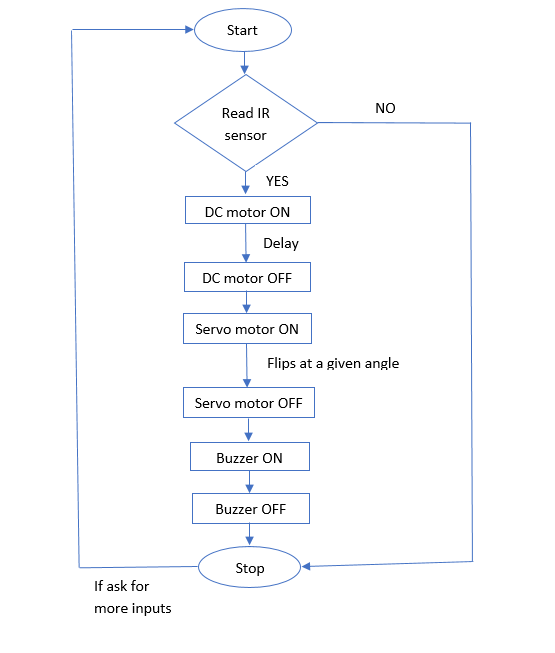 Start
Read IR
sensor
NO
YES
DC motor ON
Delay
DC motor OFF
Servo motor ON
Flips at a given angle
Servo motor OFF
Buzzer ON
Buzzer OFF
Stop
If ask for
more inputs